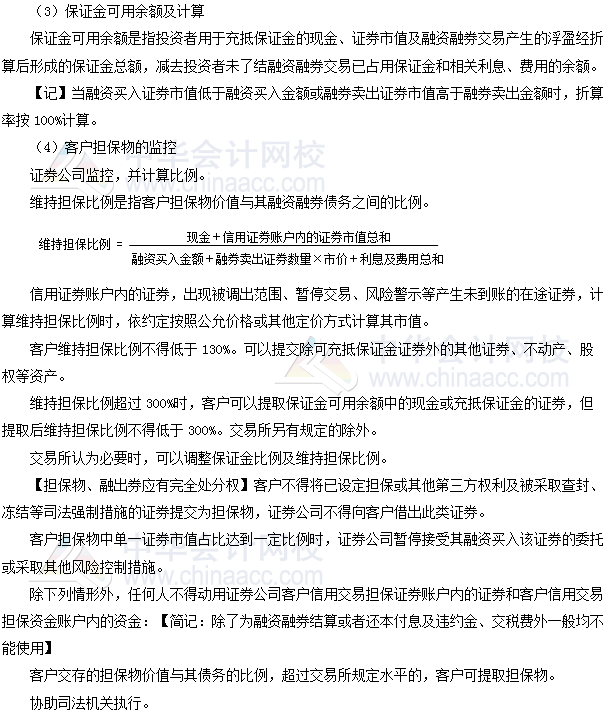 （3）保证金可用余额及计算
保证金可用余额是指投资者用于充抵保证金的现金、证券市值及融资融券交易产生的浮盈经折
算后形成的保证金总额，减去投资者未了结融资融券交易已占用保证金和相关利息、费用的余额。
【记】当融资买入证券市值低于融资买入金额或融券卖出证券市值高于融券卖出金额时，折算
率按100%计算。
（4）客户担保物的监控
中华会计网校
证券公司监控，并计算比例。
www.chinaacc.com
维持担保比例是指客户担保物价值与其融资融券债务之间的比例。
现金＋信用证券账户内的证券市值总和
维持担保比例 =
融资买入金额＋融券卖出证券数量×市价＋利息及费用总和
信用证券账户内的证券，出现被调出范围、暂停交易、风险警示等产生未到账的在途证券，计
算维持担保比例时，依约定按照公允价格或其他定价方式计算其市值。
中华会计网校
客户维持担保比例不得低于130%。可以提交除可充抵保证金证券外的其他证券、不动产、股
权等资产。
www.chinaacc.com
维持担保比例超过300%时，客户可以提取保证金可用余额中的现金或充抵保证金的证券，但
提取后维持担保比例不得低于300%。交易所另有规定的除外。
交易所认为必要时，可以调整保证金比例及维持担保比例。
【担保物、融出券应有完全处分权】客户不得将已设定担保或其他第三方权利及被采取查封、
冻结等司法强制措施的证券提交为担保物，证券公司不得向客户借出此类证券。
客户担保物中单一证券市值占比达到一定比例时，证券公司暂停接受其融资买入该证券的委托
中华会计网校
或采取其他风险控制措施。
www.chinaacc.com
除下列情形外，任何人不得动用证券公司客户信用交易担保证券账户内的证券和客户信用交易
担保资金账户内的资金：【简记：除了为融资融券结算或者还本付息及违约金、交税费外一般均不
能使用】
客户交存的担保物价值与其债务的比例，超过交易所规定水平的，客户可提取担保物。
协助司法机关执行。